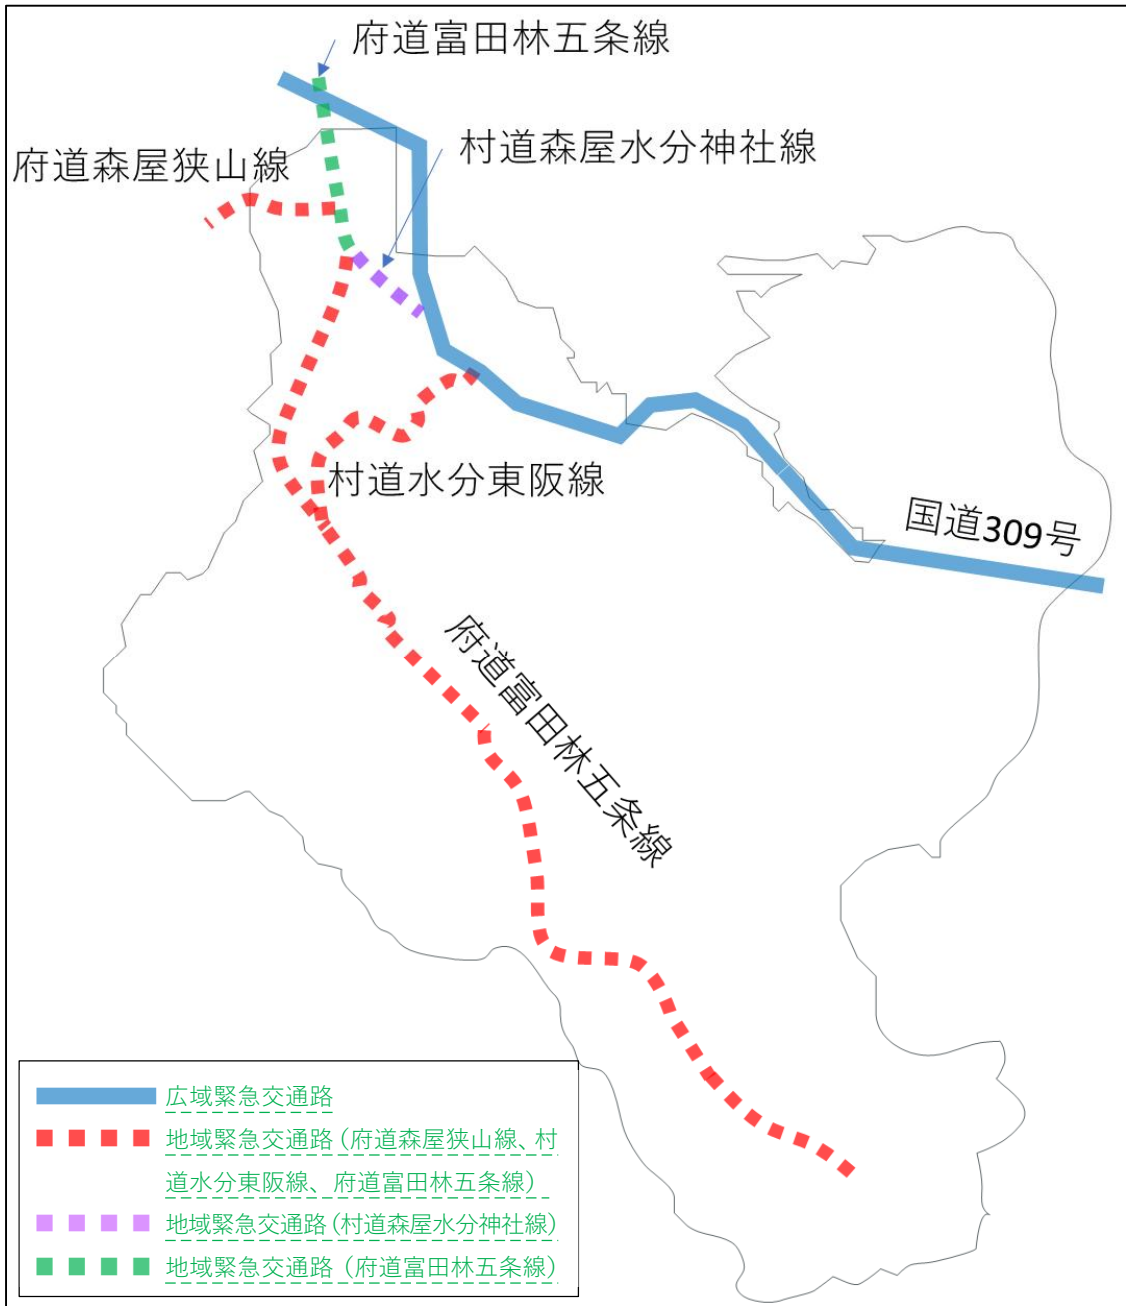 府道富田林五条線
村道森屋水分神社線
府道森屋狭山線
村道水分東阪線
国道309号
府道富田林五条線
広域緊急交通路
地域緊急交通路(府道森屋狭山線、村
道水分東阪線、府道富田林五条線)
地域緊急交通路(村道森屋水分神社線)
地域緊急交通路(府道富田林五条線)